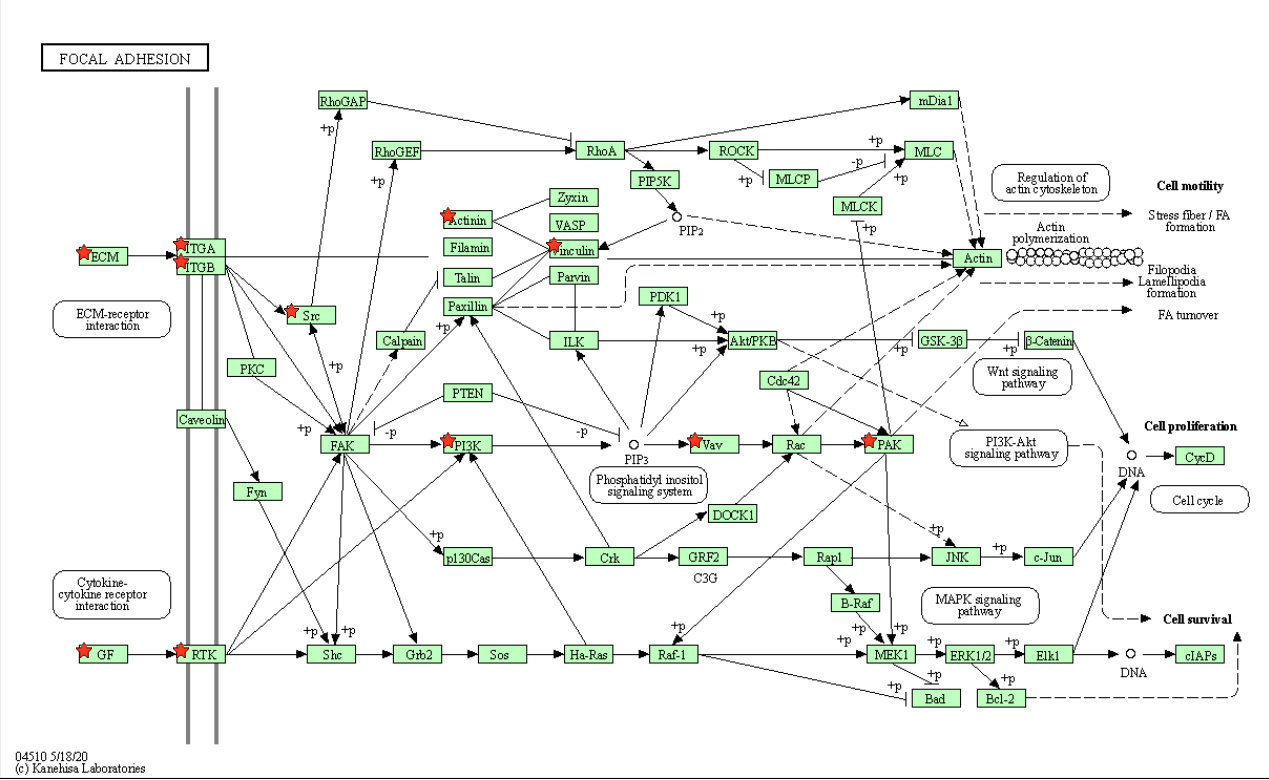 FOCAL ADHESION
RhoGAP
mDia1
+p
RhoGEF
RhoA
ROCK
+p
MLC
+p
-p
+p
MLCP
+p
PIP5K
MLCK
Regulation of
actin cytoskeleton
Cell motility
Zyxin
Actinin
VASP
PIP2
+p
Stress fiber / FA
formation
ECM
ITGA
ITGB
Filamin
Vinculin
Actin
polymerization
Actin
Talin
Parvin
Filopodia
Lamellipodia
formation
Src
Paxillin
PDK1
FA turnover
ECM-receptor
interaction
+p
+p
Calpain
ILK
+p
Akt/PKB
+p
GSK-3β
+p
β-Catenin
PKC
+p
Cdc42
Wnt signaling
pathway
PTEN
Caveolin
+p
FAK
-p
PI3K
-p
PIP3
Vav
Rac
PAK
PI3K-Akt
signaling pathway
Cell proliferation
DNA
CycD
Phosphatidyl inositol
signaling system
Fyn
Cell cycle
DOCK1
+p
+p
p130Cas
Crk
GRF2
C3G
Rap1
JNK
+p
c-Jun
Cytokine-
cytokine receptor
interaction
B-Raf
MAPK signaling
pathway
+p
+p
+p
+p
+p
+p
+p
+p
Cell survival
GF
RTK
Shc
Grb2
Sos
Ha-Ras
Raf-1
MEK1
ERK1/2
Elk1
DNA
cIAPs
+p
+p
+p
Bad
Bcl-2
04510 5/18/20
(c) Kanehisa Laboratories